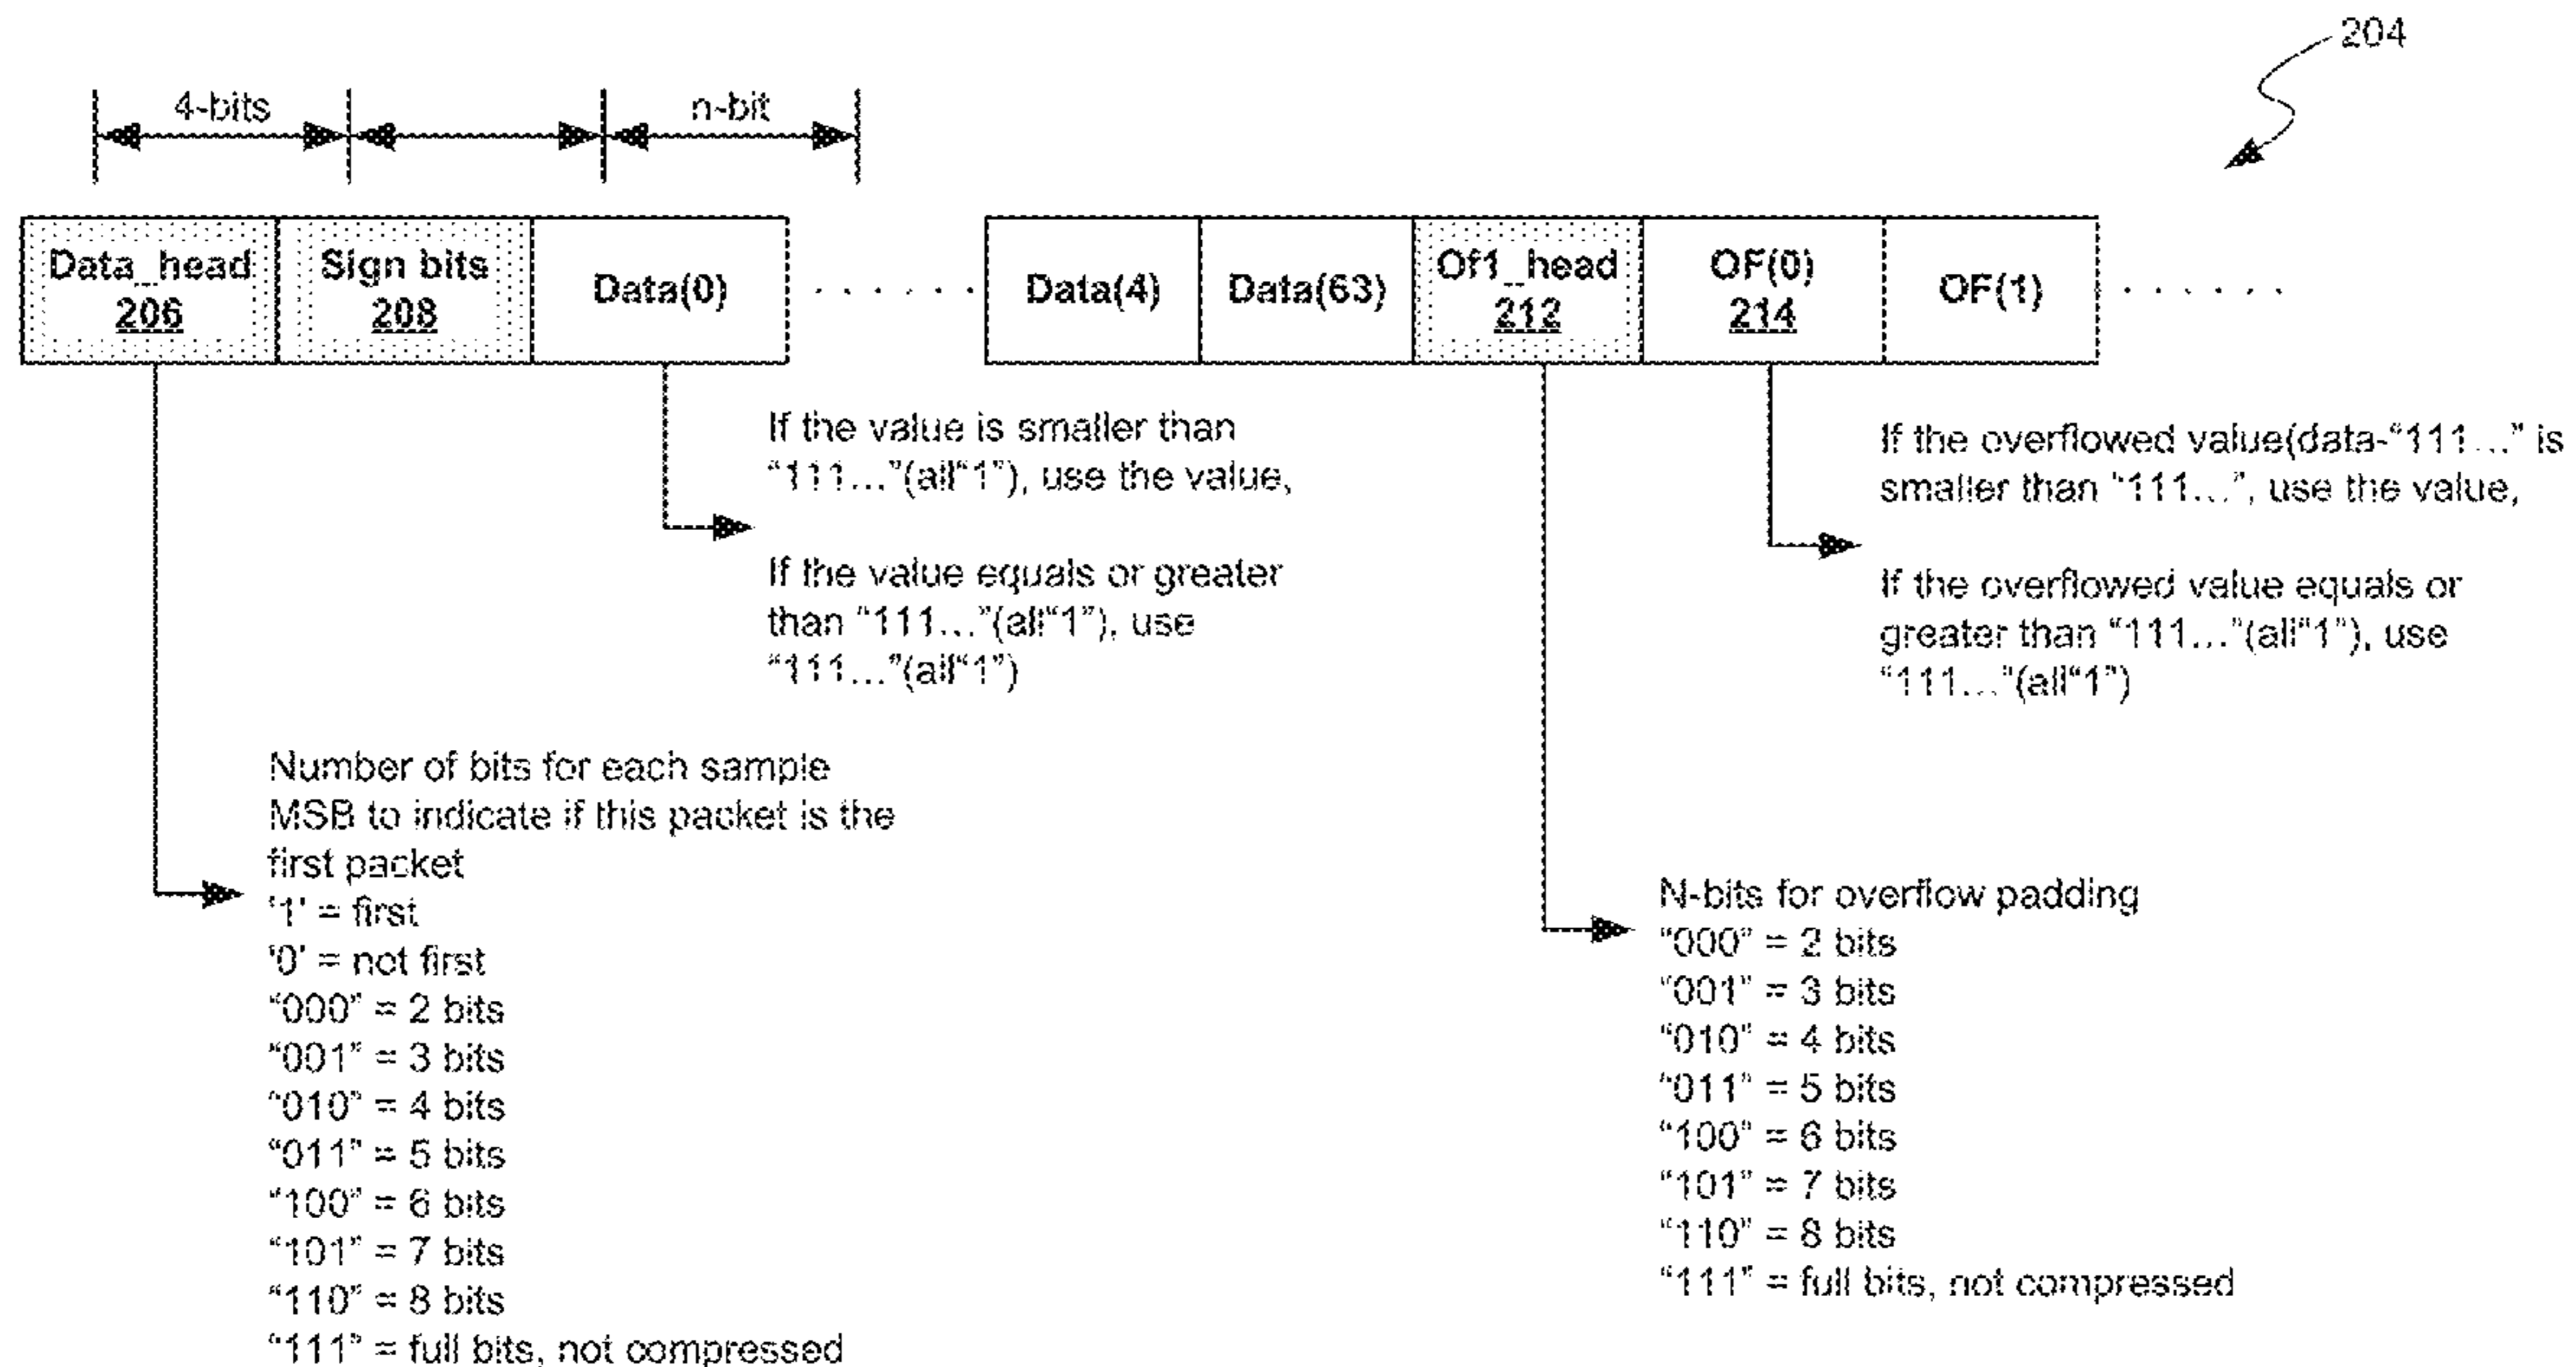 204
4-bits
n-bit
Data_head
206
Sign bits
208
Data(0)
. . . . . . .
Data(4)
Data(63)
Of1_head
212
OF(0)
214
OF(1)
. . . . . .
If the value is smaller than
“111...”(all“1”), use the value,
If the value equals or greater
than “111...”(all“1”), use
“111...”(all“1”)
If the overflowed value(data-“111...” is
smaller than “111...”, use the value,
If the overflowed value equals or
greater than “111...”(all“1”), use
“111...”(all“1”)
Number of bits for each sample
MSB to indicate if this packet is the
first packet
‘1’ = first
‘0’ = not first
“000” = 2 bits
“001” = 3 bits
“010” = 4 bits
“011” = 5 bits
“100” = 6 bits
“101” = 7 bits
“110” = 8 bits
“111” = full bits, not compressed
N-bits for overflow padding
“000” = 2 bits
“001” = 3 bits
“010” = 4 bits
“011” = 5 bits
“100” = 6 bits
“101” = 7 bits
“110” = 8 bits
“111” = full bits, not compressed